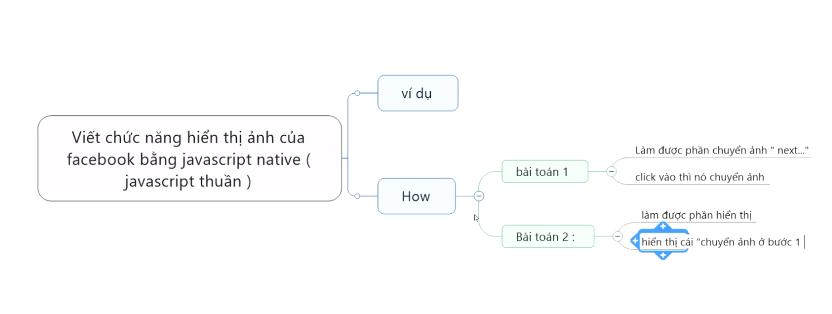 Viết chức năng hiển thị ảnh của
facebook bằng javascript native (
javascript thuần )
ví dụ
How
bài toán 1
Làm được phần chuyển ảnh " next..."
click vào thì nó chuyển ảnh
Bài toán 2 :
làm được phần hiển thị
hiển thị cái "chuyển ảnh ở bước 1